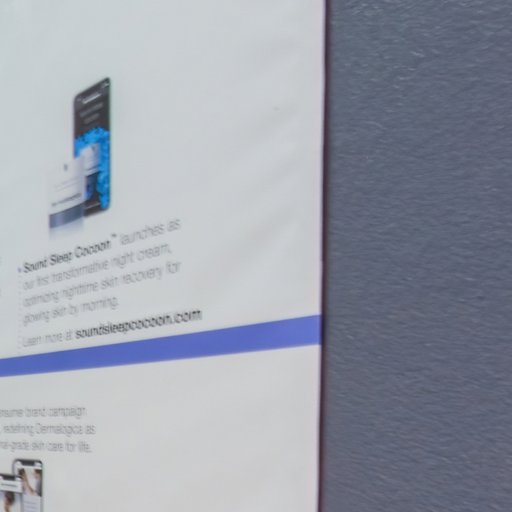 Sound Sleep Cocoon™ launches as
our first transformative night cream,
optimizing nighttime skin recovery for
glowing skin by morning.
Learn more at soundsleepcocoon.com
brand campaign
, redefining Dermalogica as
skin care for life.